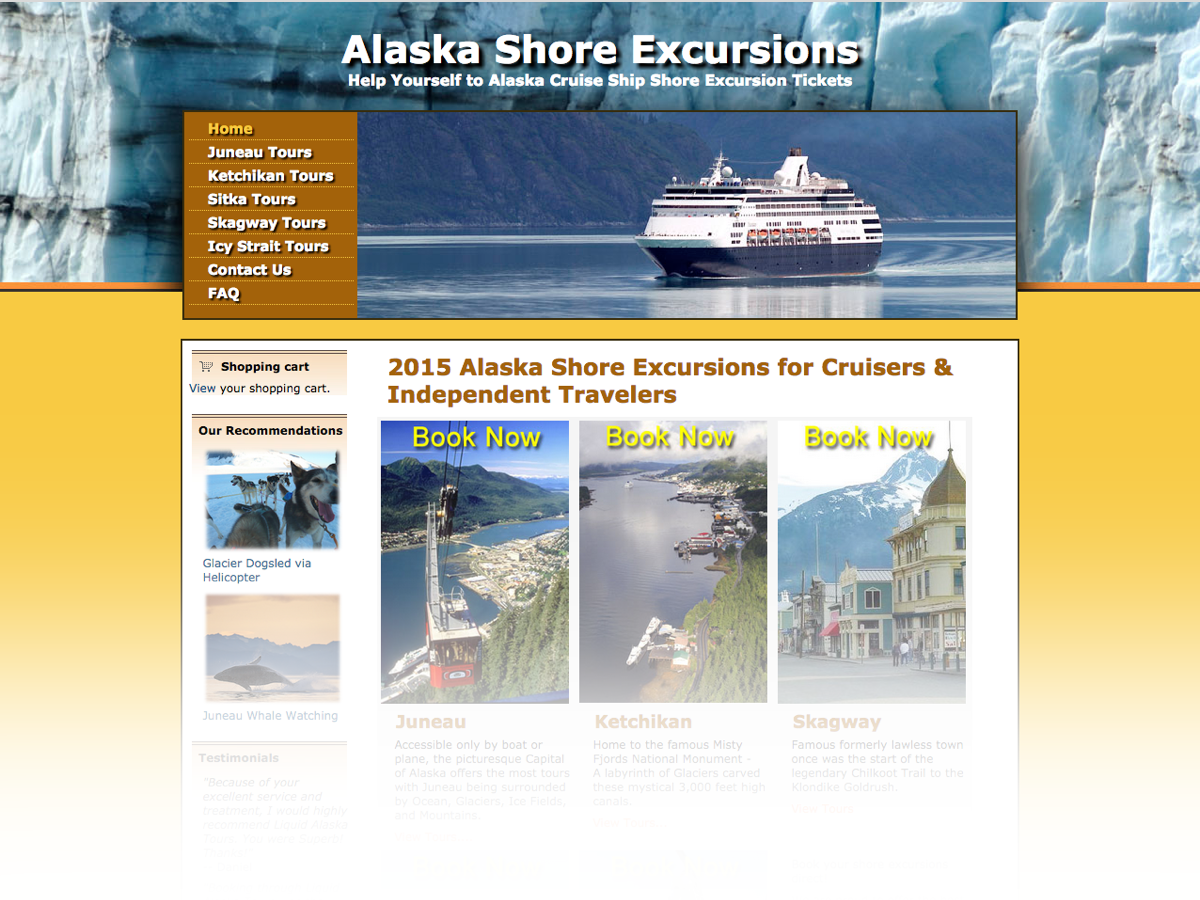 Alaska Shore Excursions
Help Yourself to Alaska Cruise Ship Shore Excursion Tickets
Home
Juneau Tours
Ketchikan Tours
Sitka Tours
Skagway Tours
Icy Strait Tours
Contact Us
FAQ
Shopping cart
View your shopping cart.
Our Recommendations
Glacier Dogsled via
Helicopter
Juneau Whale Watching
Testimonials
"Because of your
excellent service and
treatment, I would highly
recommend Liquid Alaska
2015 Alaska Shore Excursions for Cruisers &
Independent Travelers
Book Now
Book Now
Book Now
Juneau
Accessible only by boat or
plane, the picturesque Capital
of Alaska offers the most tours
with Juneau being surrounded
by Ocean, Glaciers, Ice Fields,
and Mountains.
View Tours
Ketchikan
Home to the famous Misty
Fjords National Monument -
A labyrinth of Glaciers carved
these mystical 3,000 feet high
canals.
View Tours
Skagway
Famous formerly lawless town
once was the start of the
legendary Chilkoot Trail to the
Klondike Goldrush.
View Tours